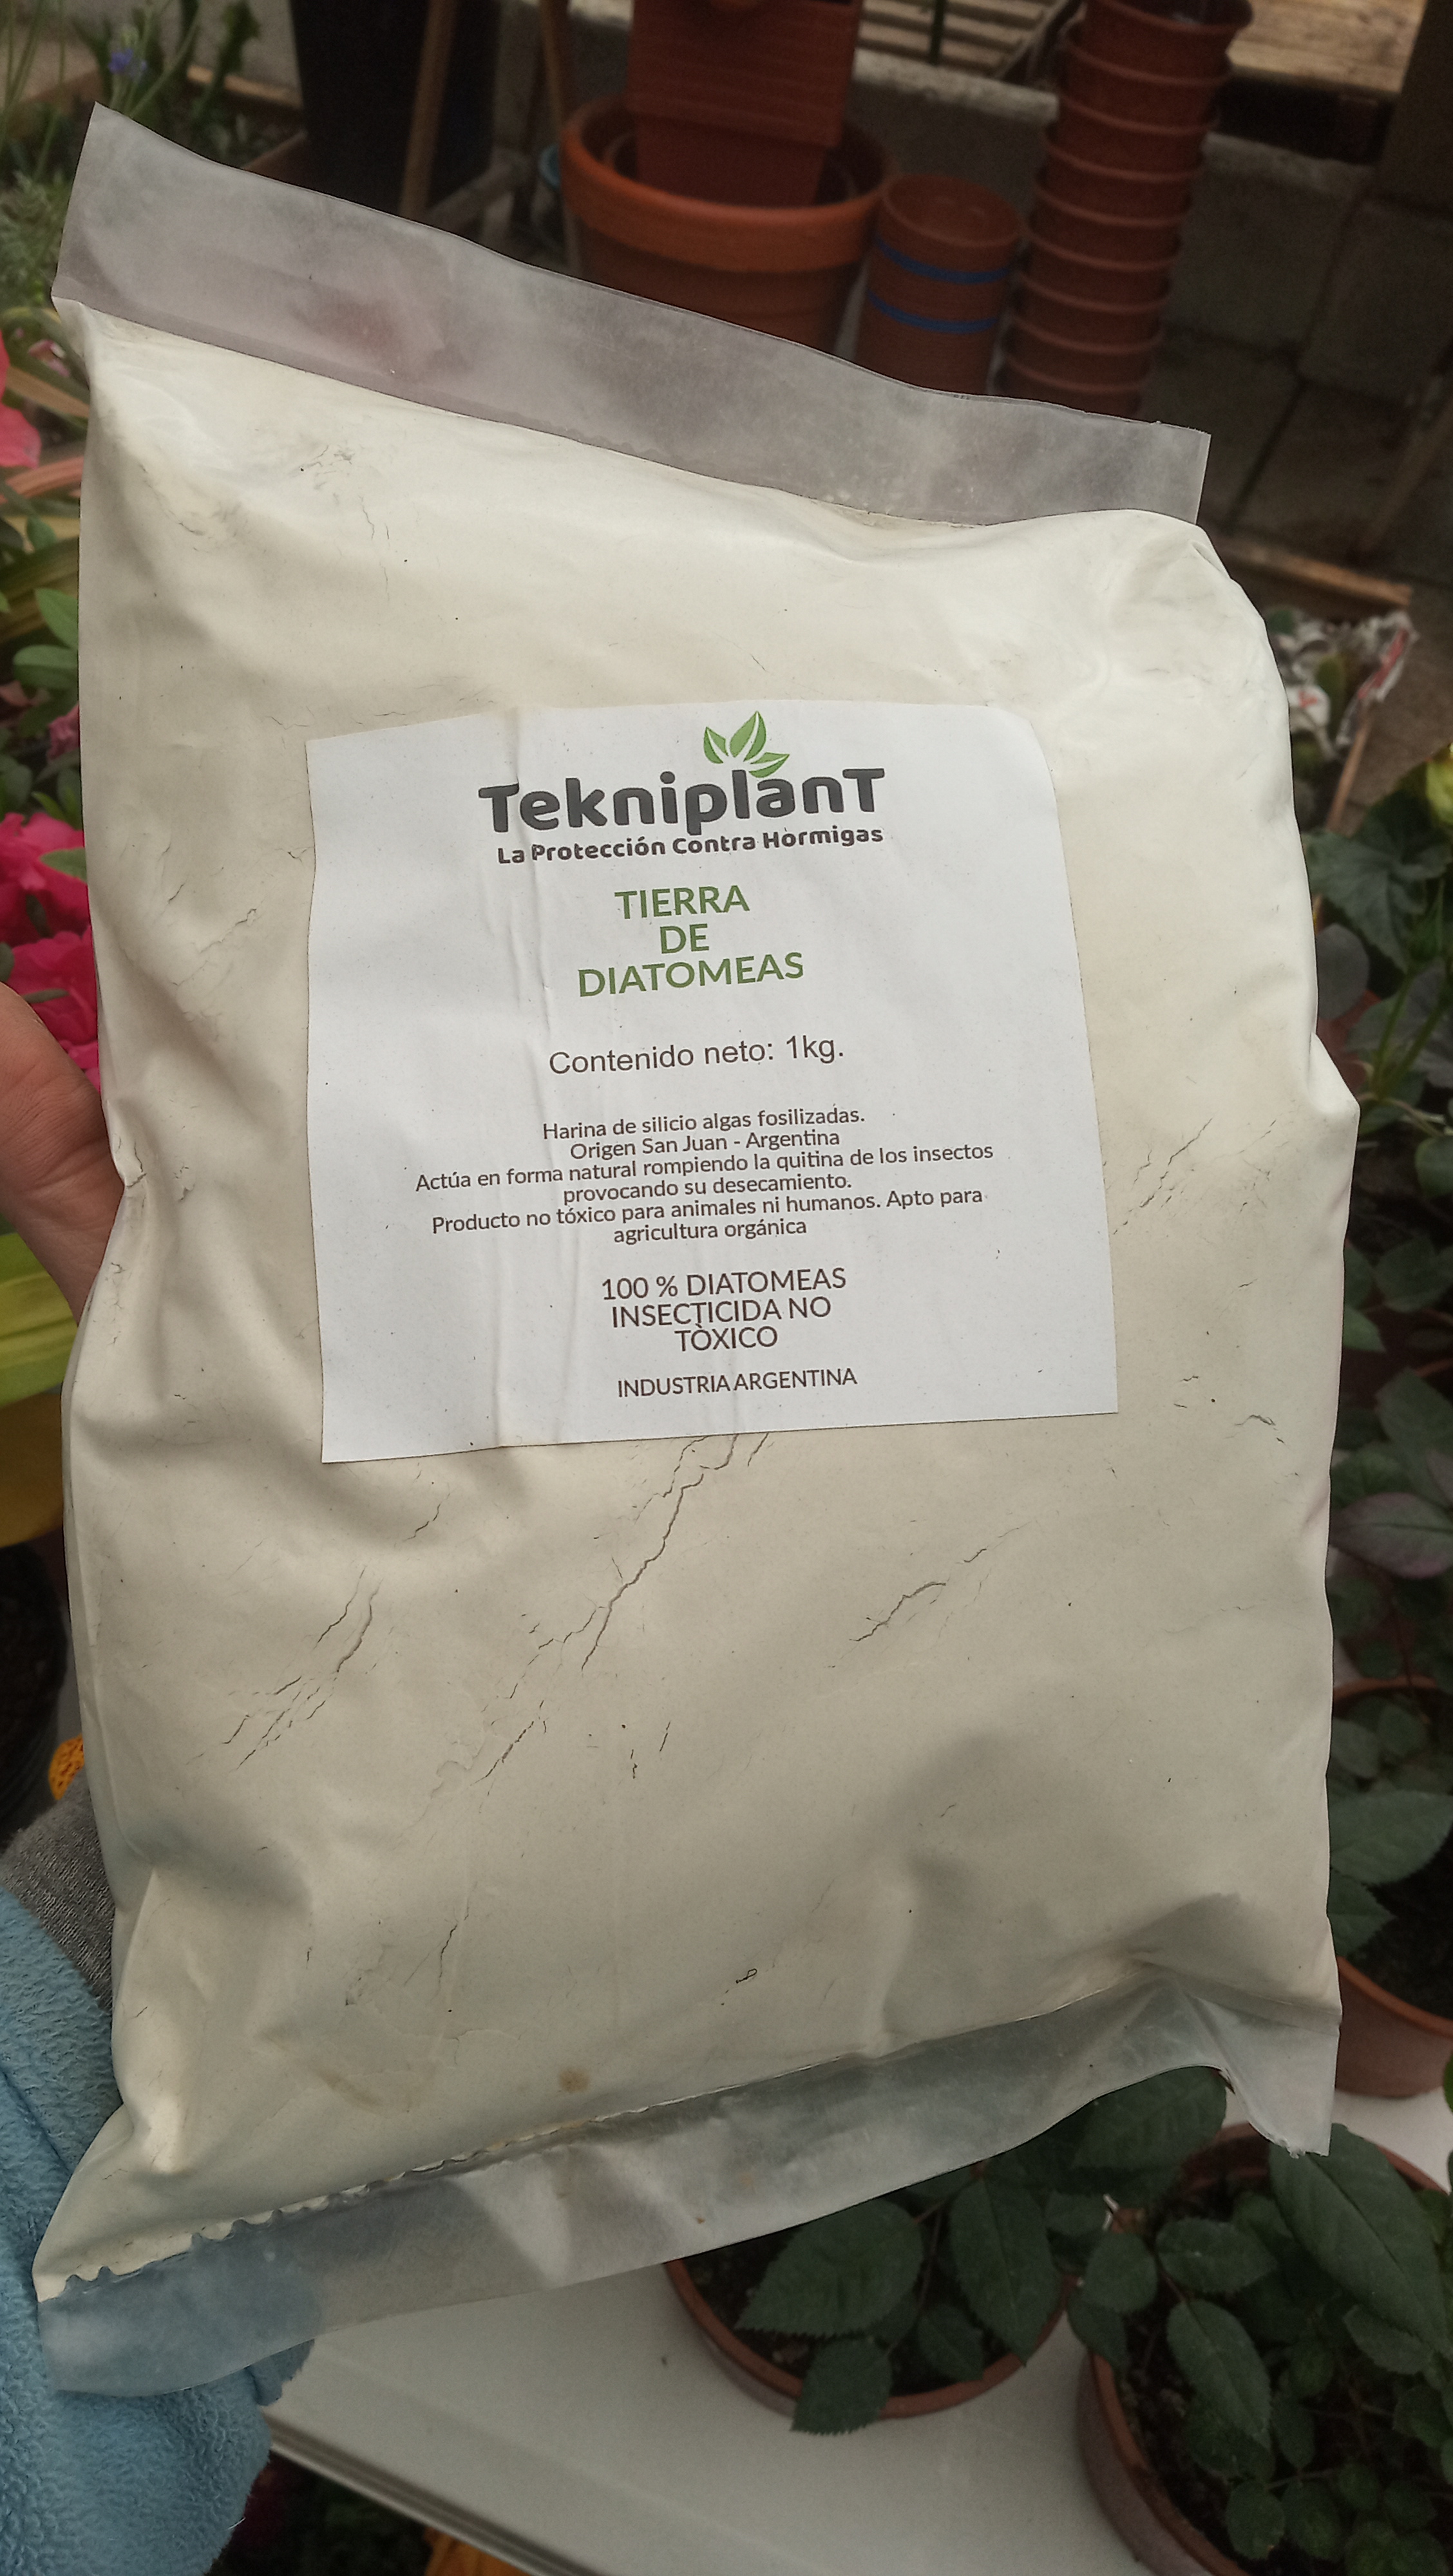 Tekniplant
La Protección Contra Hormigas
TIERRA
DE
DIATOMEAS
Contenido neto: 1kg.
Harina de silicio algas fosilizadas.
Origen San Juan - Argentina
Actúa en forma natural rompiendo la quitina de los insectos
provocando su desecamiento.
Producto no tóxico para animales ni humanos. Apto para
agricultura orgánica
100 % DIATOMEAS
INSECTICIDA NO
TÒXICO
INDUSTRIA ARGENTINA